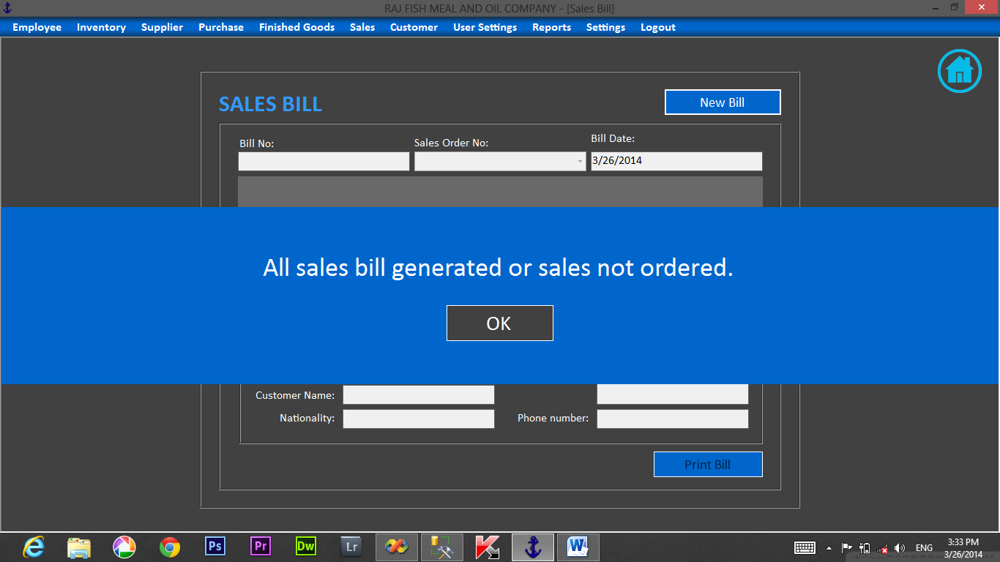 RAJ FISH MEAL AND OIL COMPANY - [Sales Bill]
Employee Inventory Supplier Purchase Finished Goods Sales Customer User Settings Reports Settings Logout
SALES BILL
New Bill
Bill No: Sales Order No: Bill Date:
3/26/2014
All sales bill generated or sales not ordered.
OK
Customer Name:
Nationality: Phone number:
Print Bill
Ps Pr Dw Lr
ENG
3:33 PM
3/26/2014